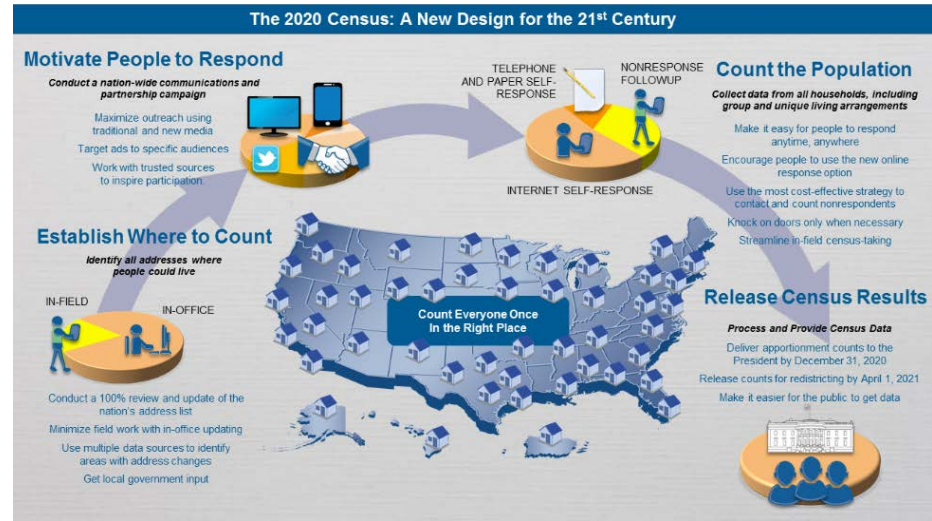 The 2020 Census: A New Design for the 21st Century
Motivate People to Respond
Conduct a nation-wide communications and
partnership campaign
Maximize outreach using
traditional and new media
Target ads to specific audiences
Work with trusted sources
to inspire participation.
TELEPHONE
AND PAPER SELF-
RESPONSE
NONRESPONSE
FOLLOWUP
INTERNET SELF-RESPONSE
Count the Population
Collect data from all households, including
group and unique living arrangements
Make it easy for people to respond
anytime, anywhere
Encourage people to use the new online
response option
Use the most cost-effective strategy to
contact and count nonrespondents
Knock on doors only when necessary
Streamline in-field census-taking
Establish Where to Count
Identify all addresses where
people could live
IN-FIELD
IN-OFFICE
Conduct a 100% review and update of the
nation's address list
Minimize field work with in-office updating
Use multiple data sources to identify
areas with address changes
Get local government input
Count Everyone Once
In the Right Place
Release Census Results
Process and Provide Census Data
Deliver apportionment counts to the
President by December 31, 2020
Release counts for redistricting by April 1, 2021
Make it easier for the public to get data